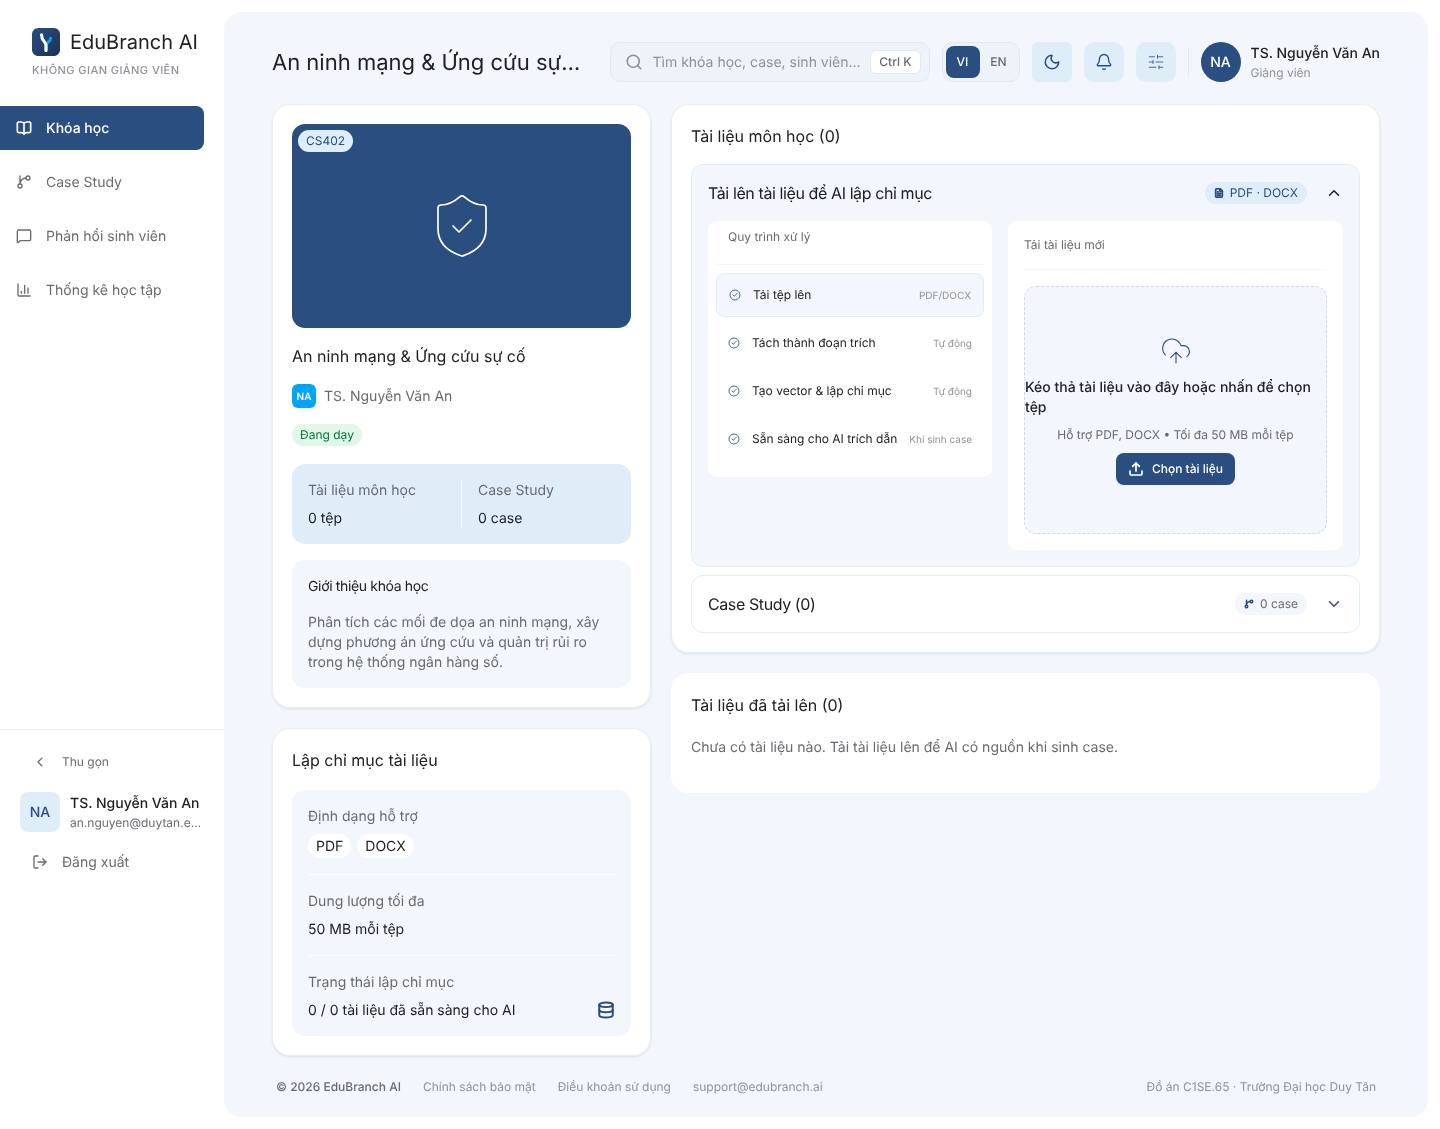 EduBranch AI
KHÔNG GIAN GIẢNG VIÊN
Khóa học
Case Study
Phản hồi sinh viên
Thống kê học tập
Thu gọn
NA
TS. Nguyễn Văn An
an.nguyen@duytan.e...
Đăng xuất
An ninh mạng & Ứng cứu sự...
Tìm khóa học, case, sinh viên...
Ctrl K
VI
EN
NA
TS. Nguyễn Văn An
Giảng viên
CS402
An ninh mạng & Ứng cứu sự cố
NA
TS. Nguyễn Văn An
Đang dạy
Tài liệu môn học
0 tệp
Case Study
0 case
Giới thiệu khóa học
Phân tích các mối đe dọa an ninh mạng, xây
dựng phương án ứng cứu và quản trị rủi ro
trong hệ thống ngân hàng số.
Lập chỉ mục tài liệu
Định dạng hỗ trợ
PDF
DOCX
Dung lượng tối đa
50 MB mỗi tệp
Trạng thái lập chỉ mục
0 / 0 tài liệu đã sẵn sàng cho AI
Tài liệu môn học (0)
Tải lên tài liệu để AI lập chỉ mục
PDF · DOCX
Quy trình xử lý
Tải tệp lên
PDF/DOCX
Tách thành đoạn trích
Tự động
Tạo vector & lập chỉ mục
Tự động
Sẵn sàng cho AI trích dẫn
Khi sinh case
Tải tài liệu mới
Kéo thả tài liệu vào đây hoặc nhấn để chọn
tệp
Hỗ trợ PDF, DOCX • Tối đa 50 MB mỗi tệp
Chọn tài liệu
Case Study (0)
0 case
Tài liệu đã tải lên (0)
Chưa có tài liệu nào. Tải tài liệu lên để AI có nguồn khi sinh case.
© 2026 EduBranch AI
Chính sách bảo mật
Điều khoản sử dụng
support@edubranch.ai
Đồ án C1SE.65 · Trường Đại học Duy Tân